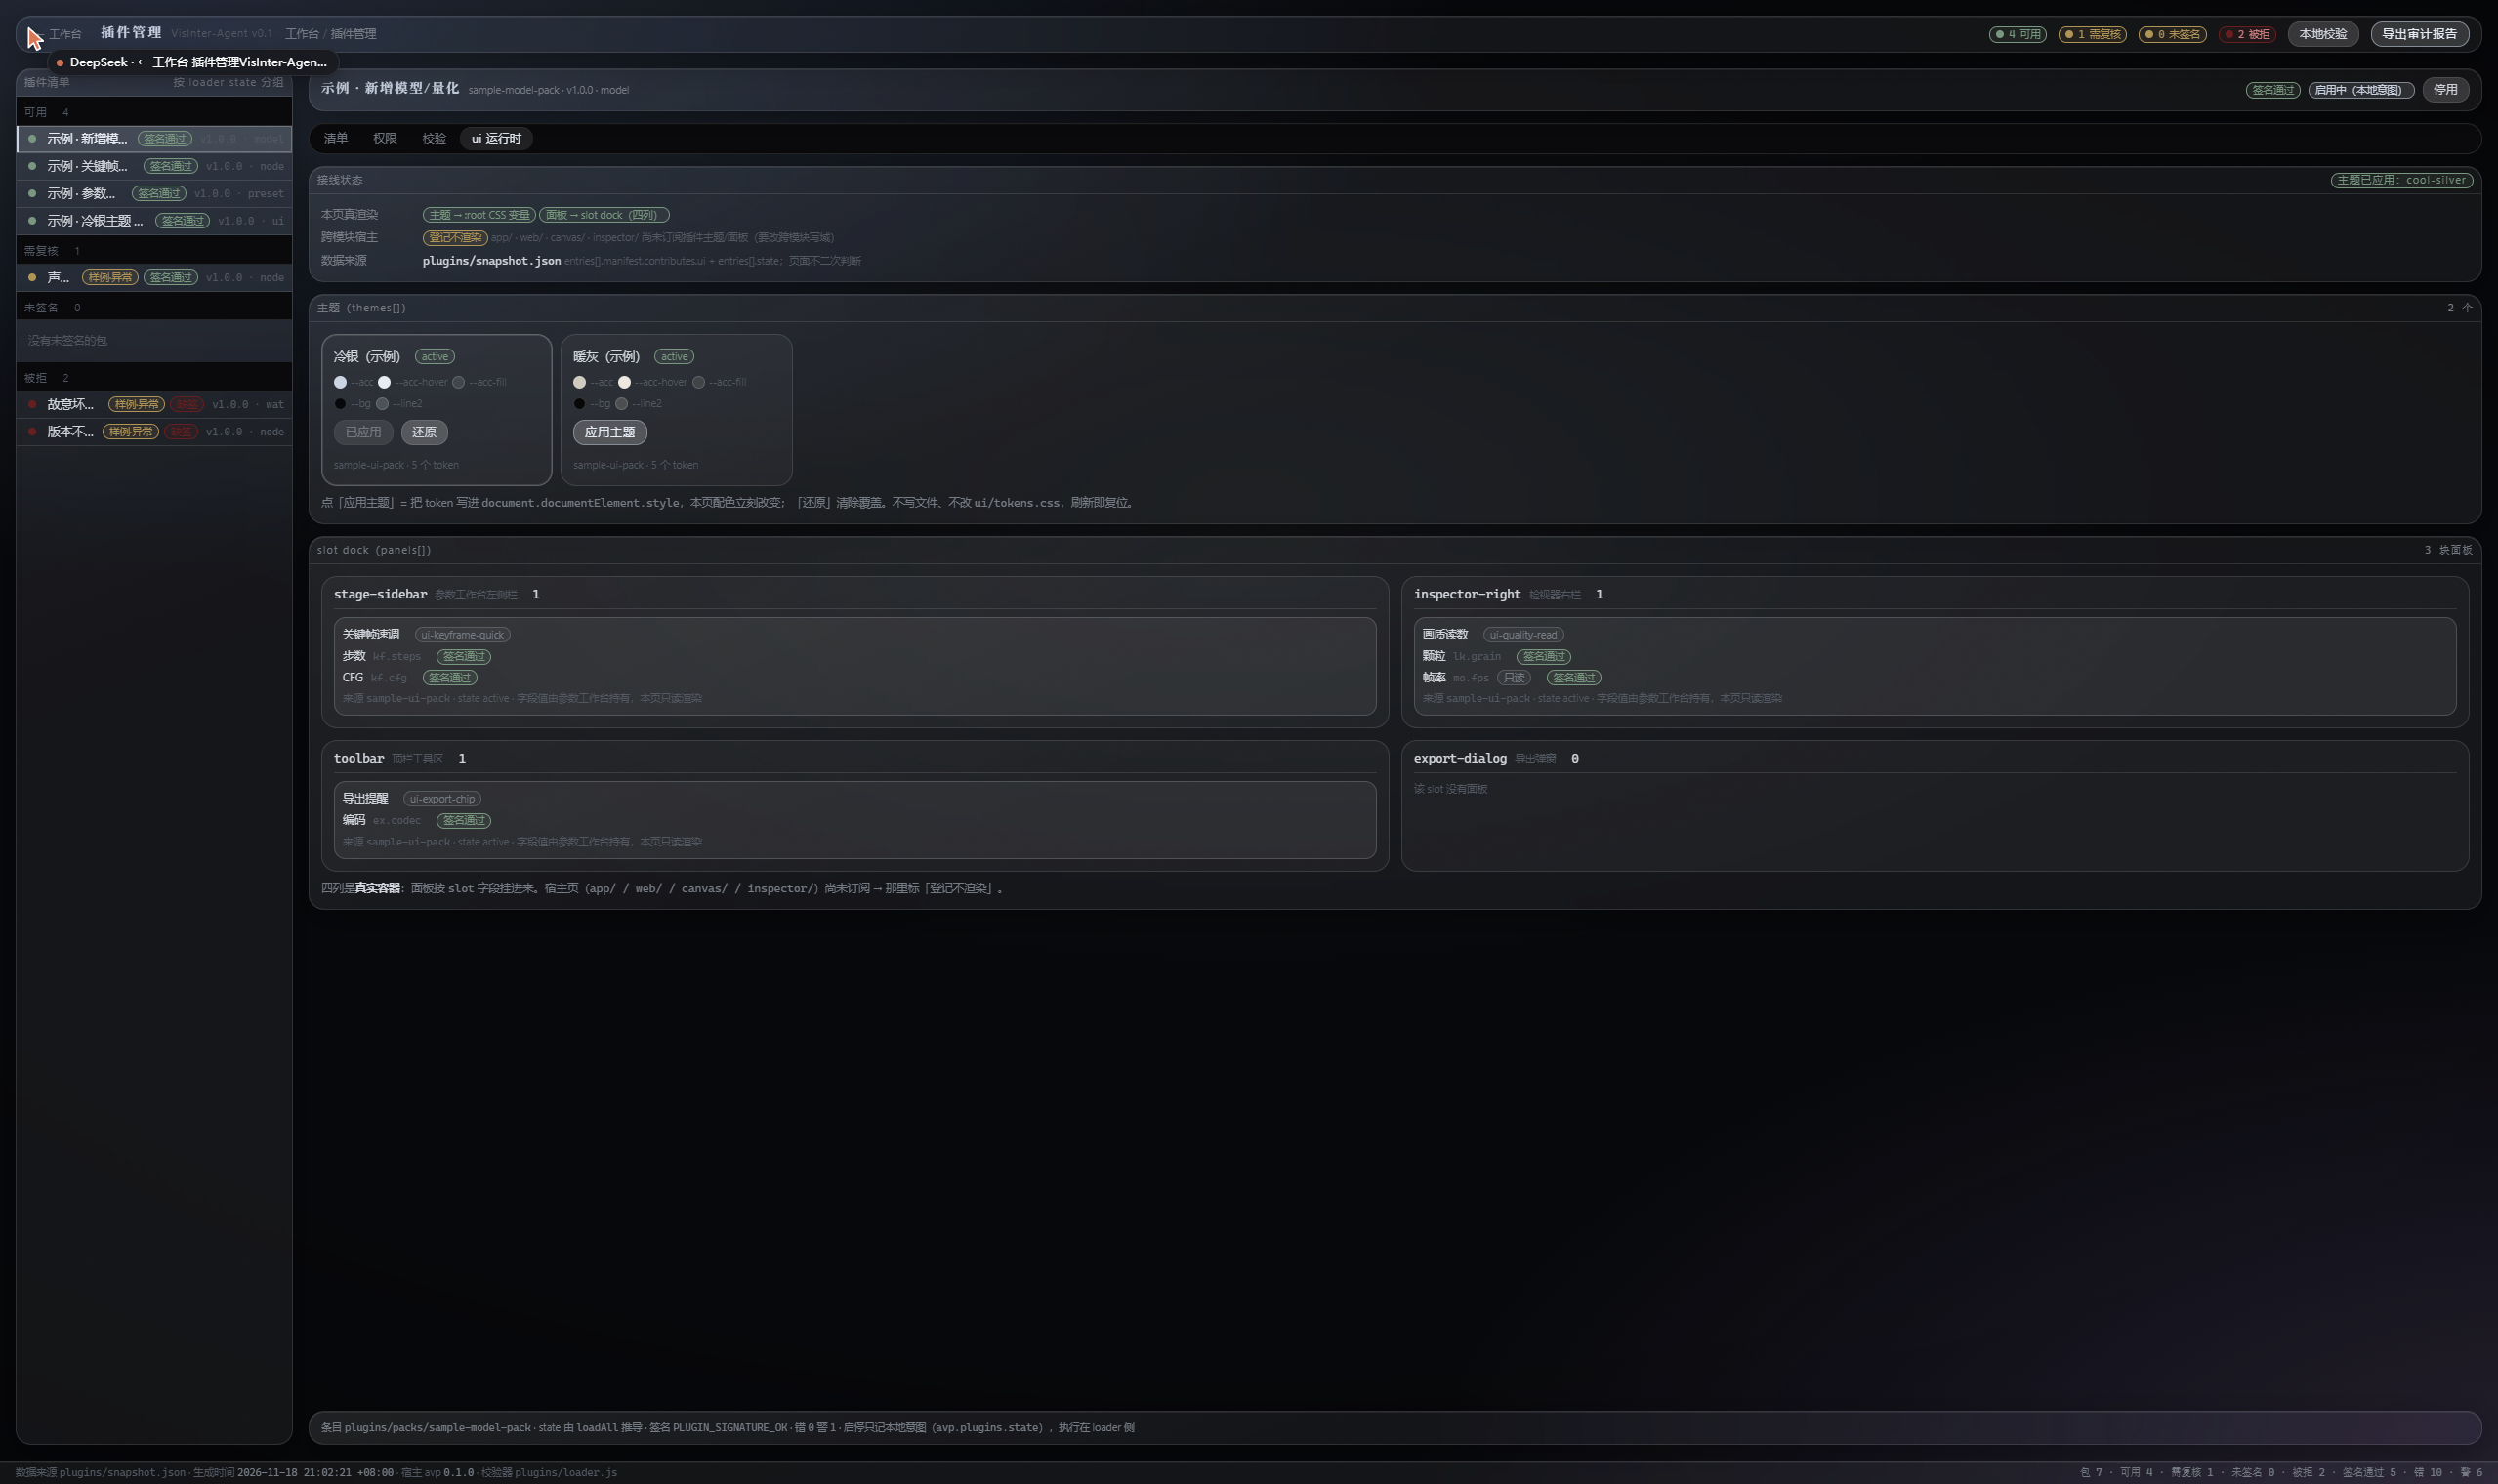 工作台 插件管理 VisInter-Agent v0.1 工作台 / 插件管理 4 可用 1 需复核 0 未签名 2 被拒 本地校验 导出审计报告
DeepSeek · ← 工作台 插件管理VisInter-Agen...
插件清单 按 loader state 分组
可用 4
示例 · 新增模... 签名通过 v1.0.0 · model
示例 · 关键帧... 签名通过 v1.0.0 · node
示例 · 参数... 签名通过 v1.0.0 · preset
示例 · 冷银主题 ... 签名通过 v1.0.0 · ui
需复核 1
声... 样例异常 签名通过 v1.0.0 · node
未签名 0
没有未签名的包
被拒 2
故意坏... 样例异常 缺签 v1.0.0 · wat
版本不... 样例异常 缺签 v1.0.0 · node
示例 · 新增模型/量化 sample-model-pack · v1.0.0 · model 签名通过 启用中（本地意图） 停用
清单 权限 校验 ui 运行时
接线状态 主题已应用：cool-silver
本页真渲染 主题 → :root CSS 变量 面板 → slot dock（四列）
跨模块宿主 登记不渲染 app/ · web/ · canvas/ · inspector/ 尚未订阅插件主题/面板（要改跨模块写域）
数据来源 plugins/snapshot.json entries[].manifest.contributes.ui + entries[].state；页面不二次判断
主题 (themes[]) 2 个
冷银（示例） active
--acc --acc-hover --acc-fill
--bg --line2
已应用 还原
sample-ui-pack · 5 个 token
暖灰（示例） active
--acc --acc-hover --acc-fill
--bg --line2
应用主题
sample-ui-pack · 5 个 token
点「应用主题」= 把 token 写进 document.documentElement.style，本页配色立刻改变；「还原」清除覆盖。不写文件、不改 ui/tokens.css，刷新即复位。
slot dock (panels[]) 3 块面板
stage-sidebar 参数工作台左侧栏 1
关键帧速调 ui-keyframe-quick
步数 kf.steps 签名通过
CFG kf.cfg 签名通过
来源 sample-ui-pack · state active · 字段值由参数工作台持有，本页只读渲染
inspector-right 检视器右栏 1
画质读数 ui-quality-read
颗粒 lk.grain 签名通过
帧率 mo.fps 只读 签名通过
来源 sample-ui-pack · state active · 字段值由参数工作台持有，本页只读渲染
toolbar 顶栏工具区 1
导出提醒 ui-export-chip
编码 ex.codec 签名通过
来源 sample-ui-pack · state active · 字段值由参数工作台持有，本页只读渲染
export-dialog 导出弹窗 0
该 slot 没有面板
四列是真实容器：面板按 slot 字段挂进来。宿主页（app/ / web/ / canvas/ / inspector/）尚未订阅 → 那里标「登记不渲染」。
条目 plugins/packs/sample-model-pack · state 由 loadAll 推导 · 签名 PLUGIN_SIGNATURE_OK · 错 0 警 1 · 启停只记本地意图（avp.plugins.state），执行在 loader 侧
数据来源 plugins/snapshot.json · 生成时间 2026-11-18 21:02:21 +08:00 · 宿主 avp 0.1.0 · 校验器 plugins/loader.js 包 7 · 可用 4 · 需复核 1 · 未签名 0 · 被拒 2 · 签名通过 5 · 错 10 · 警 6